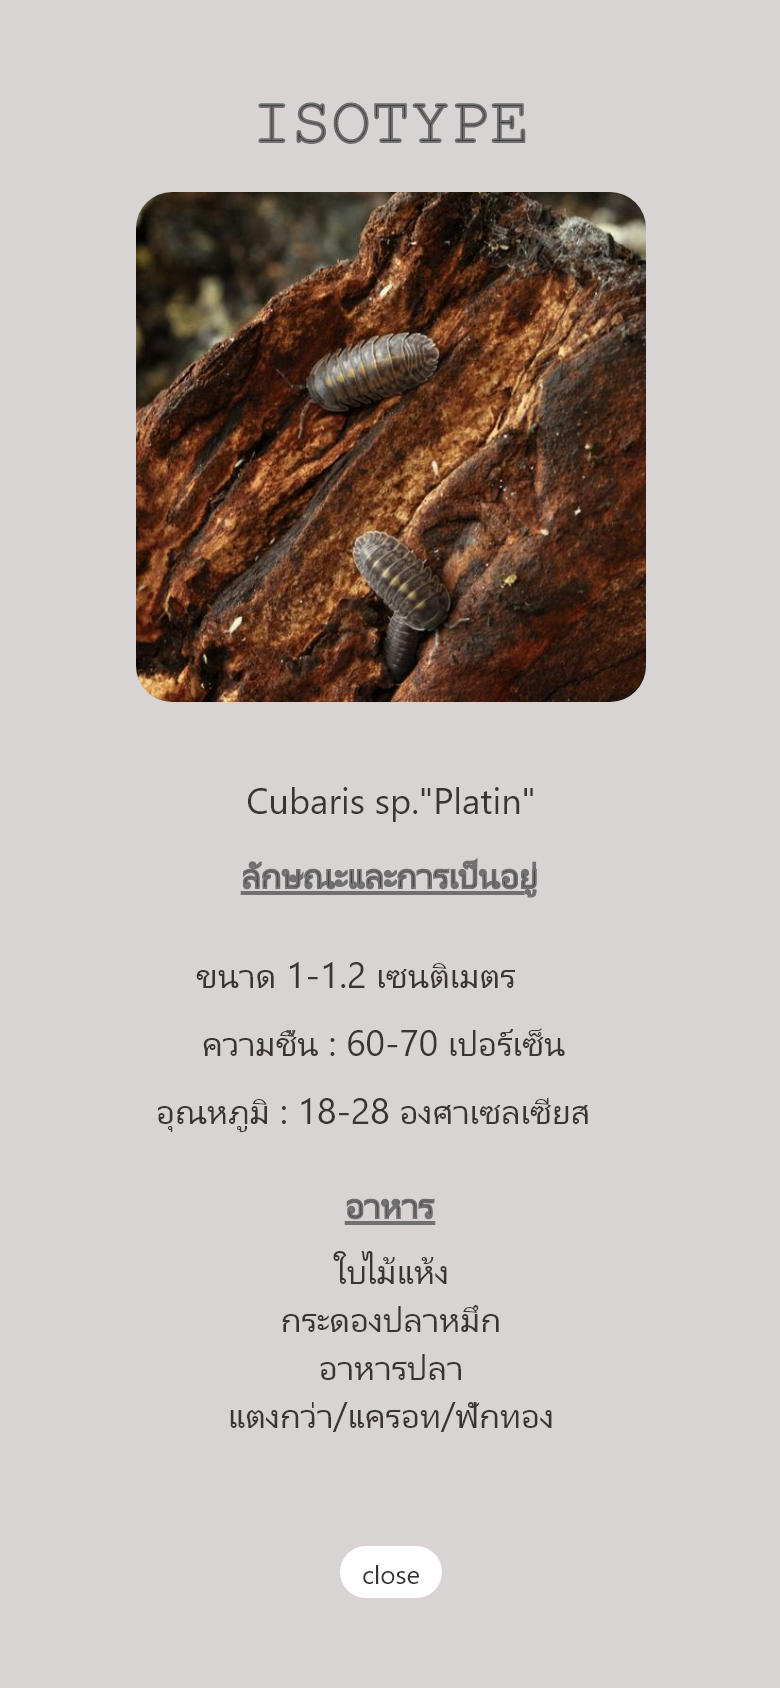 ISOTYPE
Cubaris sp."Platin"
ลักษณะและการเป็นอยู่
ขนาด 1-1.2 เซนติเมตร
ความชืน : 60-70 เปอร์เซ็น
อุณหภูมิ : 18-28 องศาเซลเซียส
อาหาร
ใบไม้แห้ง
กระดองปลาหมึก
อาหารปลา
แตงกว่า/แครอท/ฟักทอง
close